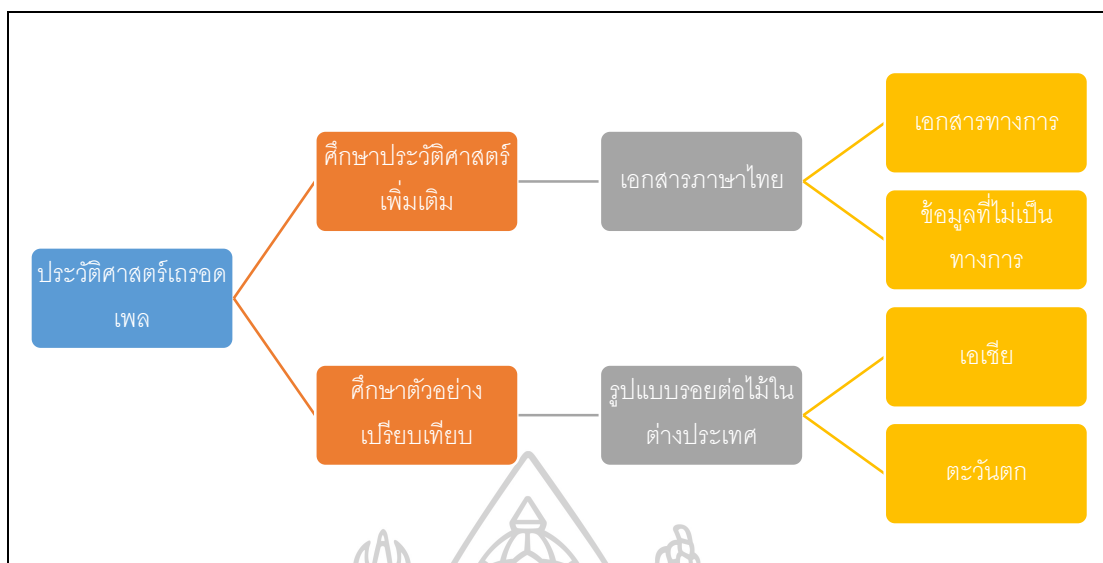 ประวัติศาสตร์เถรอด
เพล
ศึกษาประวัติศาสตร์
เพิ่มเติม
เอกสารภาษาไทย
เอกสารทางการ
ข้อมูลที่ไม่เป็น
ทางการ
ศึกษาตัวอย่าง
เปรียบเทียบ
รูปแบบรอยต่อไม้ใน
ต่างประเทศ
เอเชีย
ตะวันตก